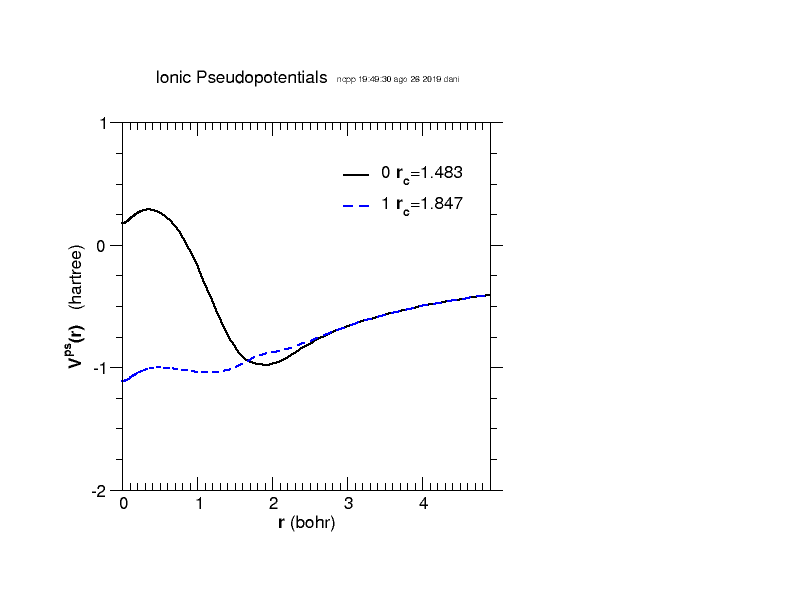 Ionic Pseudopotentials ncpp 19:49:30 ago 26 2019 dani
1
0 rc=1.483
1 rc=1.847
0
Vps(r) (hartree)
-1
-2
0 1 2 3 4
r (bohr)